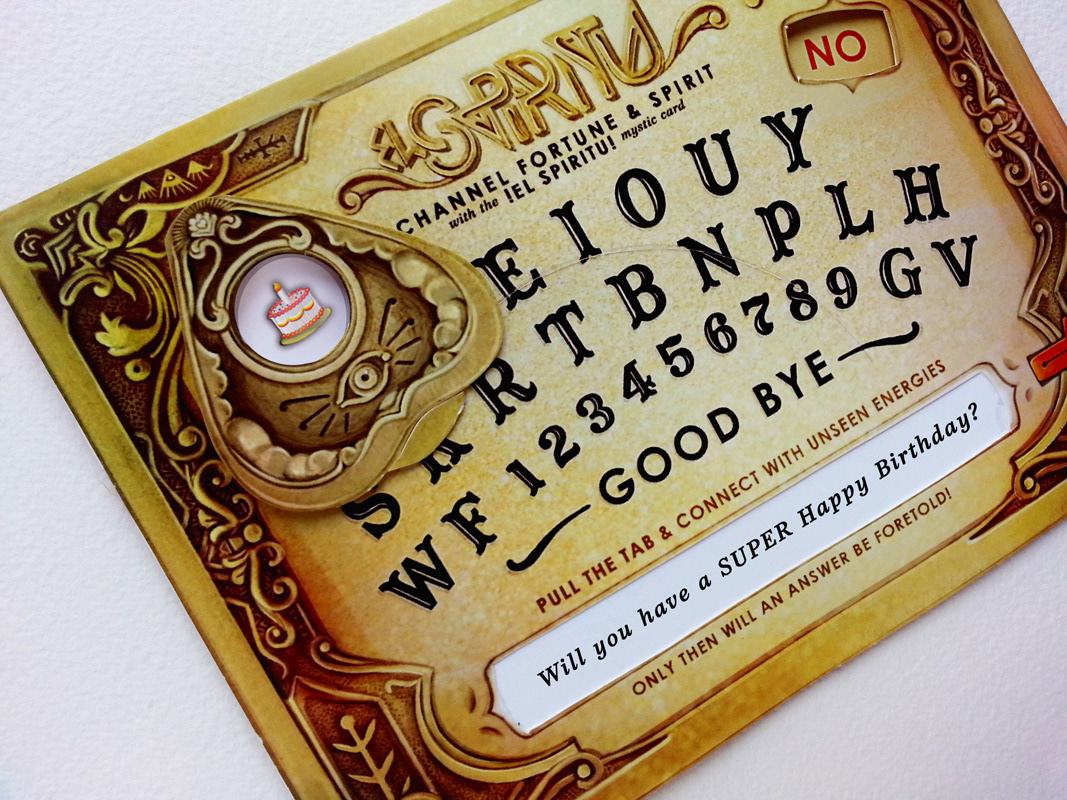 EL SPIRITU
NO
CHANNEL FORTUNE & SPIRIT
with the !EL SPIRITU! mystic card
E I O U Y
S A R T B N P L H
W F 1 2 3 4 5 6 7 8 9 G V
GOOD BYE
PULL THE TAB & CONNECT WITH UNSEEN ENERGIES
Will you have a SUPER Happy Birthday?
ONLY THEN WILL AN ANSWER BE FORETOLD!